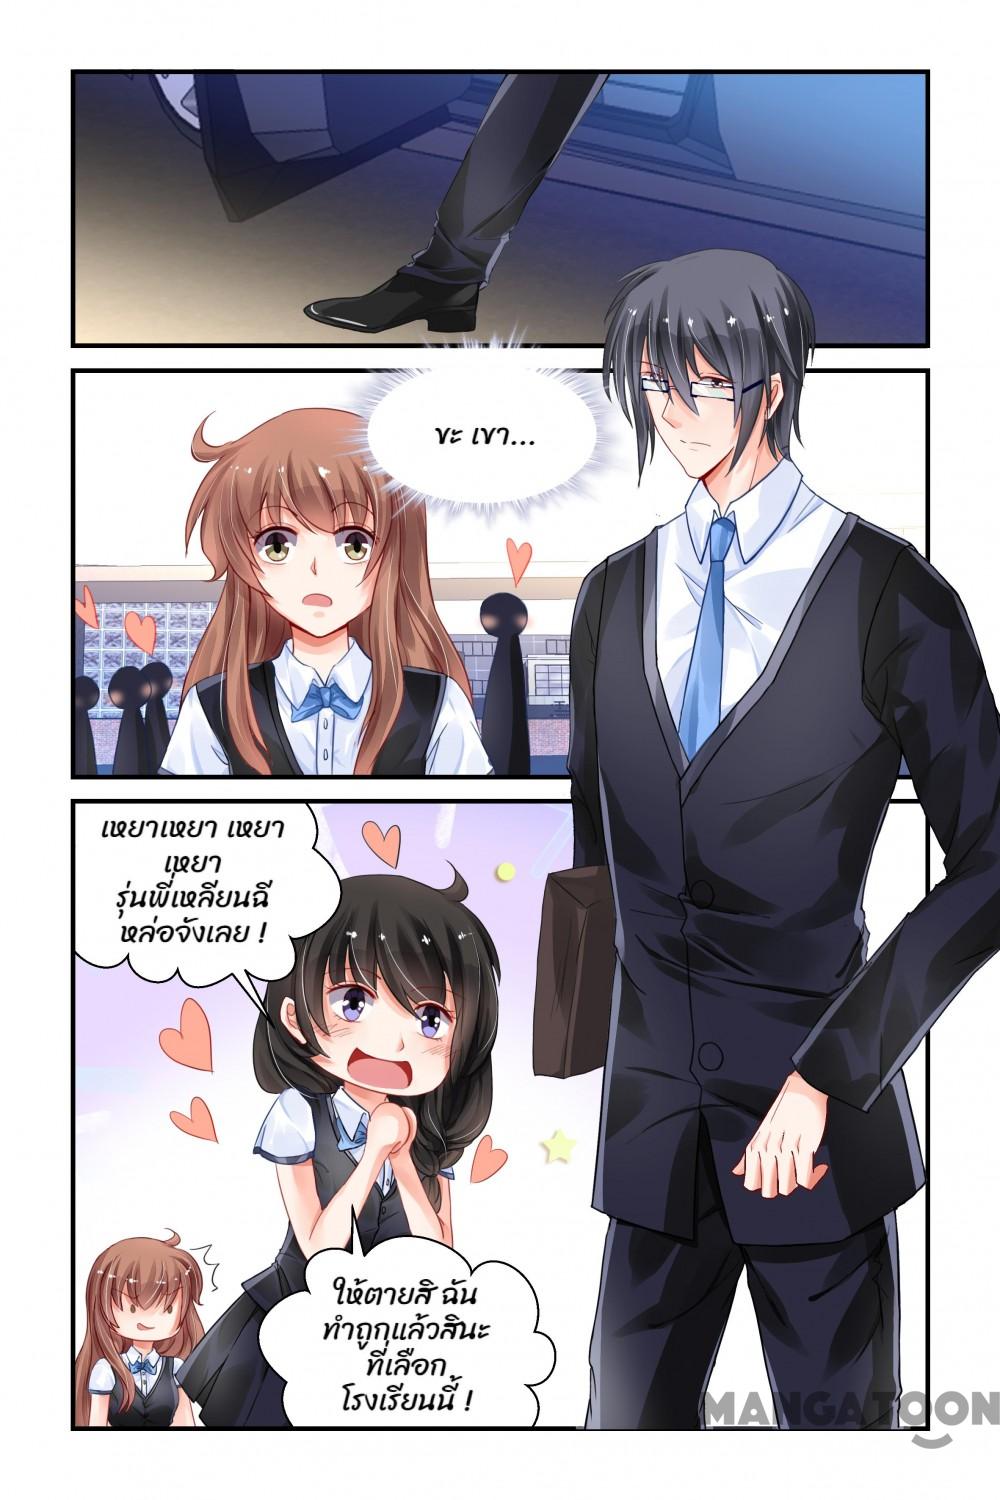 ขะ เขา...
เหยาเหยา เหยา
เหยา
รุ่นพี่เหลียนฉี
หล่อจังเลย !
ให้ตายสิ ฉัน
ทำถูกแล้วสินะ
ที่เลือก
โรงเรียนนี้ !
MANGATOON